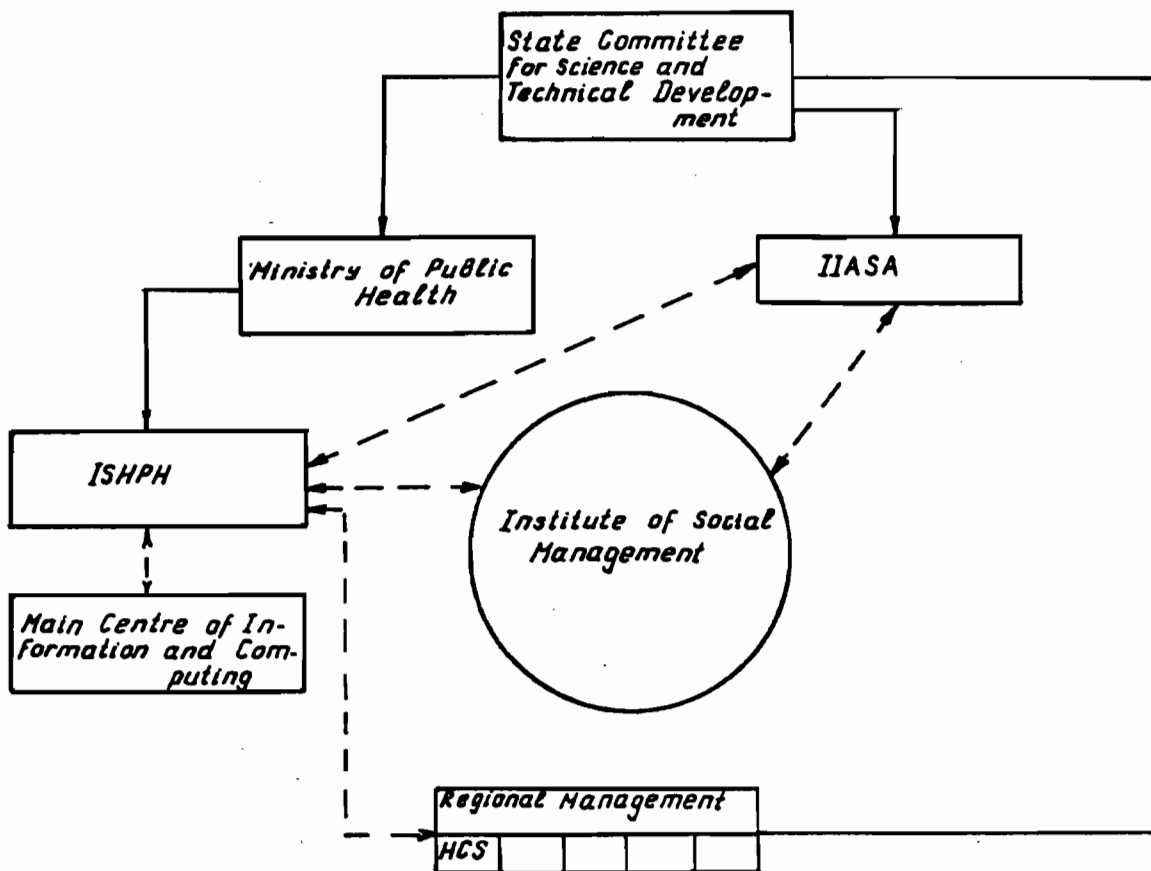 State Committee
for Science and
Technical Develop-
ment
Ministry of Public
Health
IIASA
ISHPH
Institute of Social
Management
Main Centre of In-
formation and Com-
puting
Regional Management
HCS